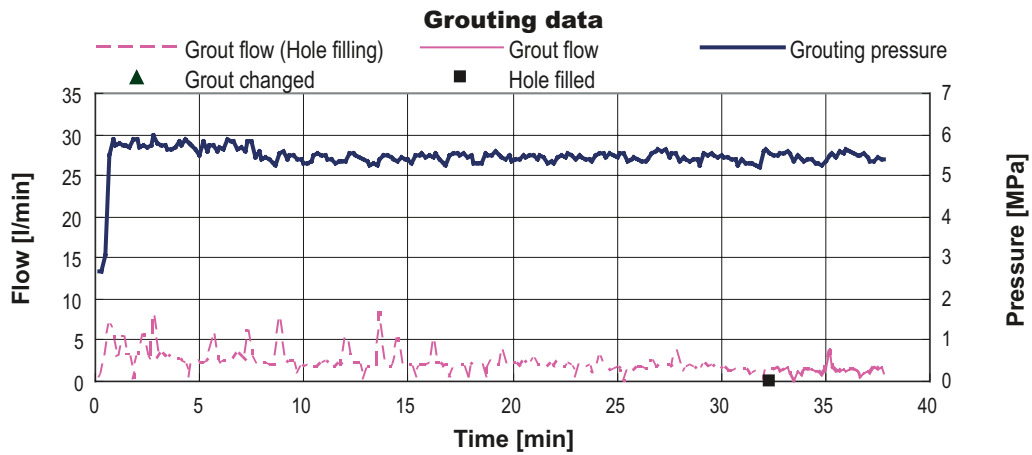 Grouting data
Grout flow (Hole filling) Grout flow Grouting pressure
Grout changed Hole filled
35 7
30 6
25 5
20 4
15 3
10 2
5 1
0 0
Flow [l/min]
Pressure [MPa]
0 5 10 15 20 25 30 35 40
Time [min]